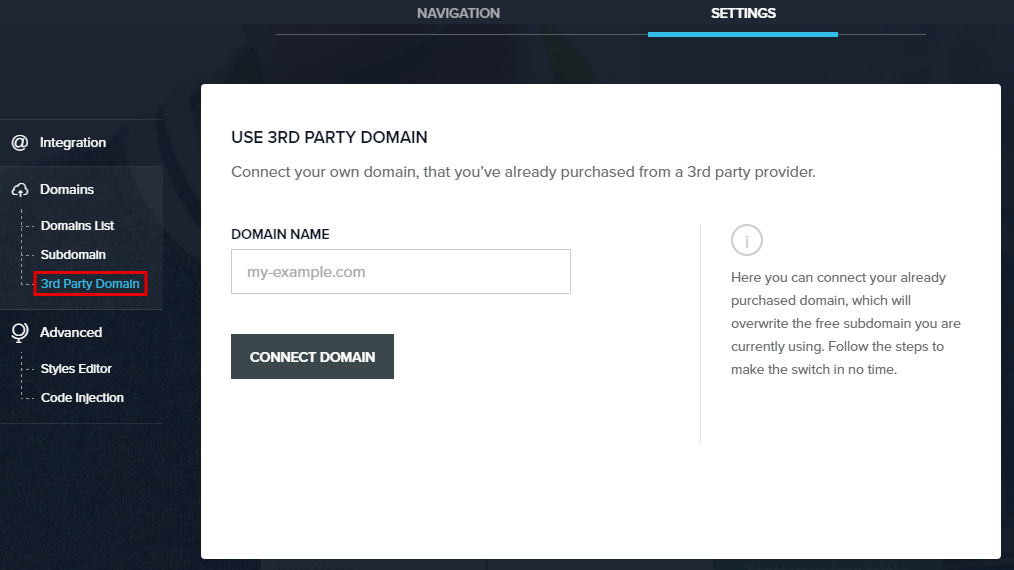 NAVIGATION
SETTINGS
Integration
Domains
Domains List
Subdomain
3rd Party Domain
Advanced
Styles Editor
Code Injection
USE 3RD PARTY DOMAIN
Connect your own domain, that you've already purchased from a 3rd party provider.
DOMAIN NAME
my-example.com
CONNECT DOMAIN
Here you can connect your already
purchased domain, which will
overwrite the free subdomain you are
currently using. Follow the steps to
make the switch in no time.